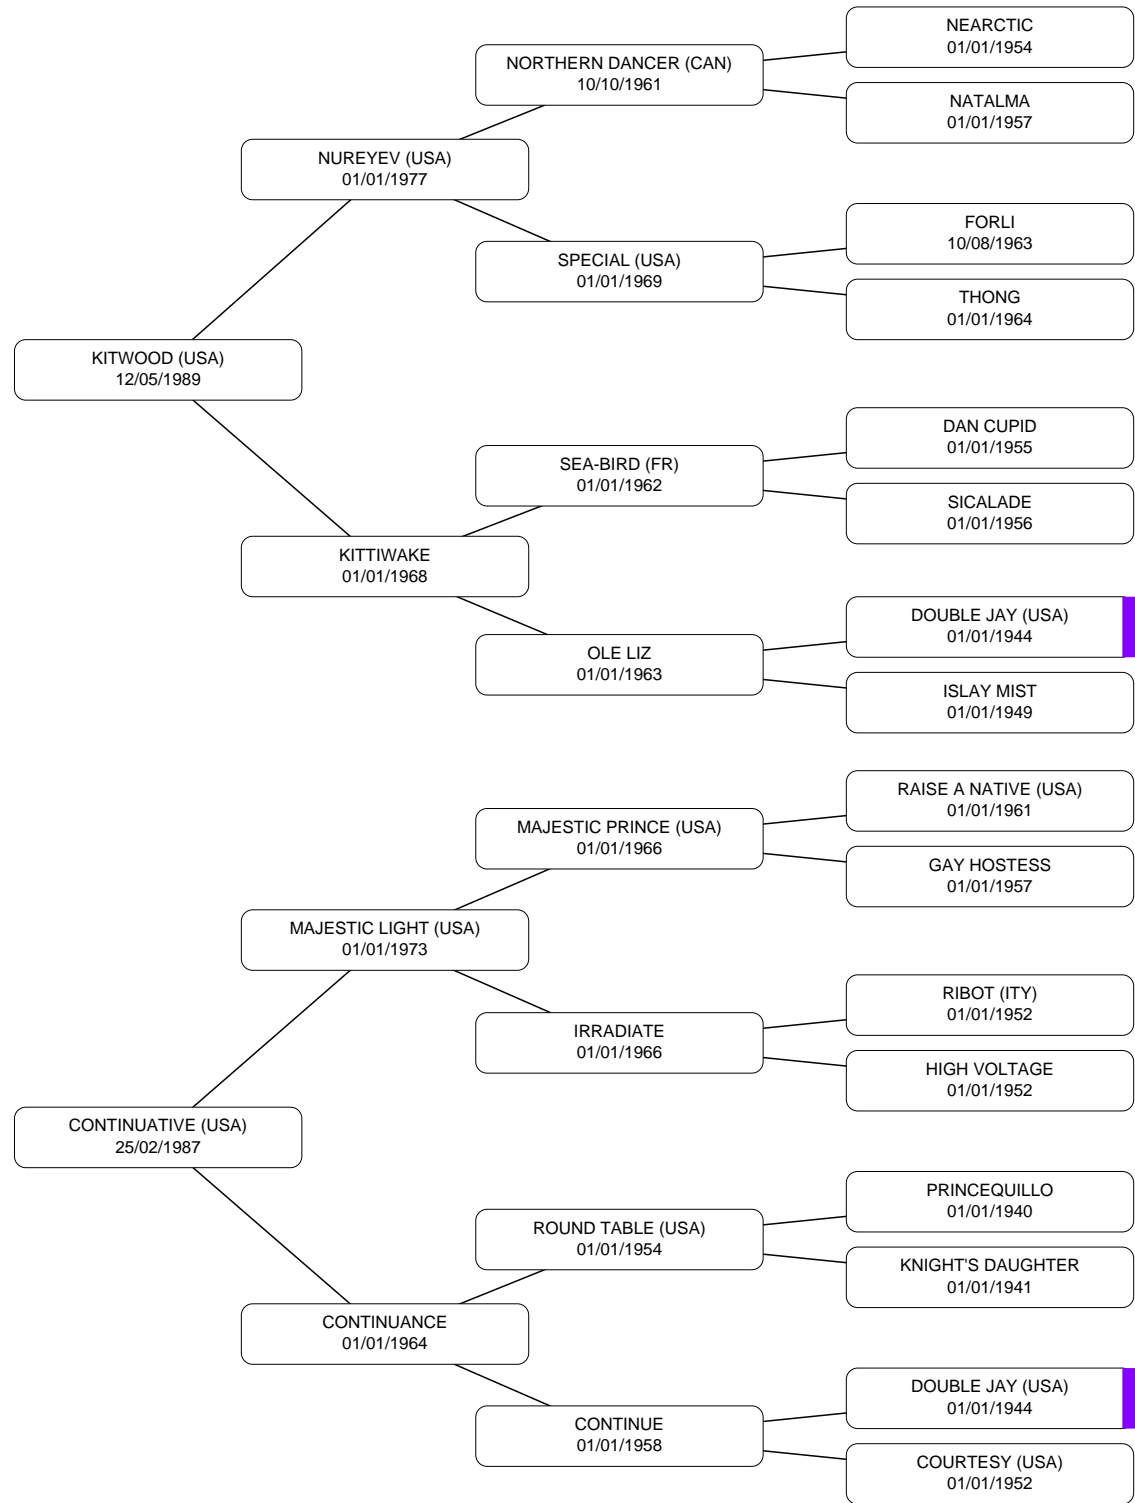 NEARCTIC
01/01/1954
NORTHERN DANCER (CAN)
10/10/1961
NATALMA
01/01/1957
NUREYEV (USA)
01/01/1977
FORLI
10/08/1963
SPECIAL (USA)
01/01/1969
THONG
01/01/1964
KITWOOD (USA)
12/05/1989
DAN CUPID
01/01/1955
SEA-BIRD (FR)
01/01/1962
SICALADE
01/01/1956
KITTIWAKE
01/01/1968
DOUBLE JAY (USA)
01/01/1944
OLE LIZ
01/01/1963
ISLAY MIST
01/01/1949
RAISE A NATIVE (USA)
01/01/1961
MAJESTIC PRINCE (USA)
01/01/1966
GAY HOSTESS
01/01/1957
MAJESTIC LIGHT (USA)
01/01/1973
RIBOT (ITY)
01/01/1952
IRRADIATE
01/01/1966
HIGH VOLTAGE
01/01/1952
CONTINUATIVE (USA)
25/02/1987
PRINCEQUILLO
01/01/1940
ROUND TABLE (USA)
01/01/1954
KNIGHT'S DAUGHTER
01/01/1941
CONTINUANCE
01/01/1964
DOUBLE JAY (USA)
01/01/1944
CONTINUE
01/01/1958
COURTESY (USA)
01/01/1952